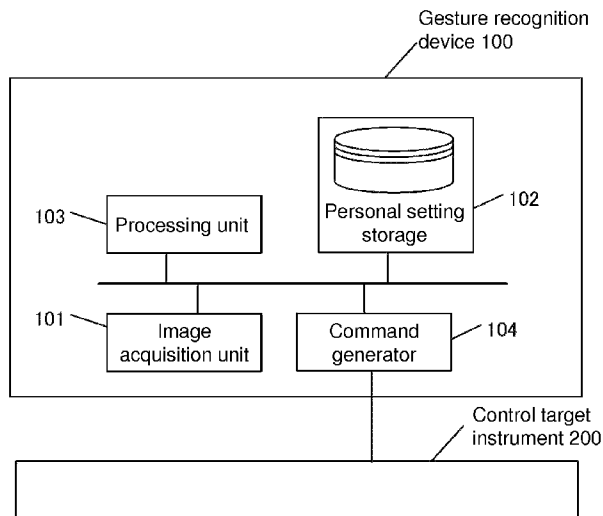 Gesture recognition
device 100
Personal setting
storage
102
103
Processing unit
101
Image
acquisition unit
Command
generator
104
Control target
instrument 200